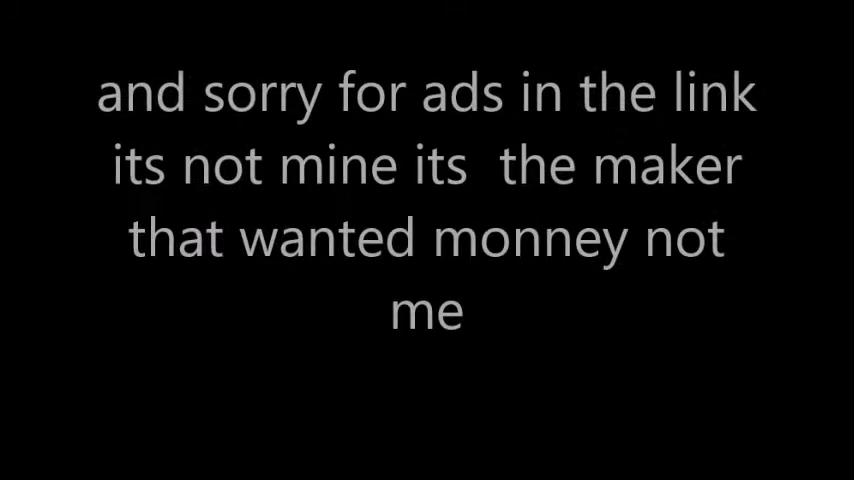 and sorry for ads in the link
its not mine its  the maker
that wanted monney not
me